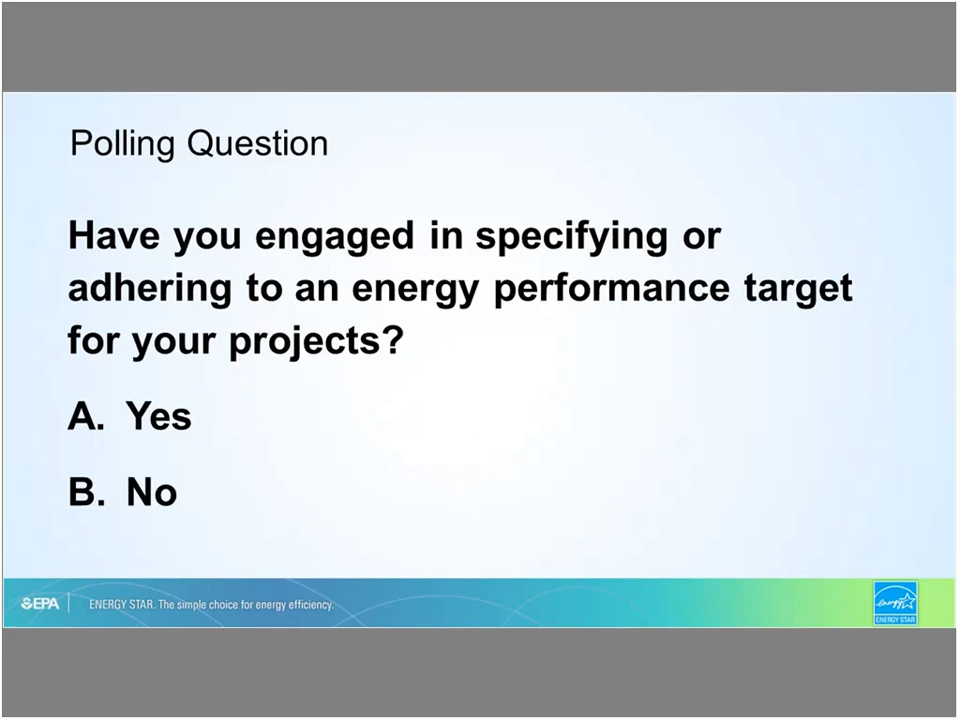 Polling Question
Have you engaged in specifying or
adhering to an energy performance target
for your projects?
A. Yes
B. No
EPA ENERGY STAR. The simple choice for energy efficiency.
energy
ENERGY STAR